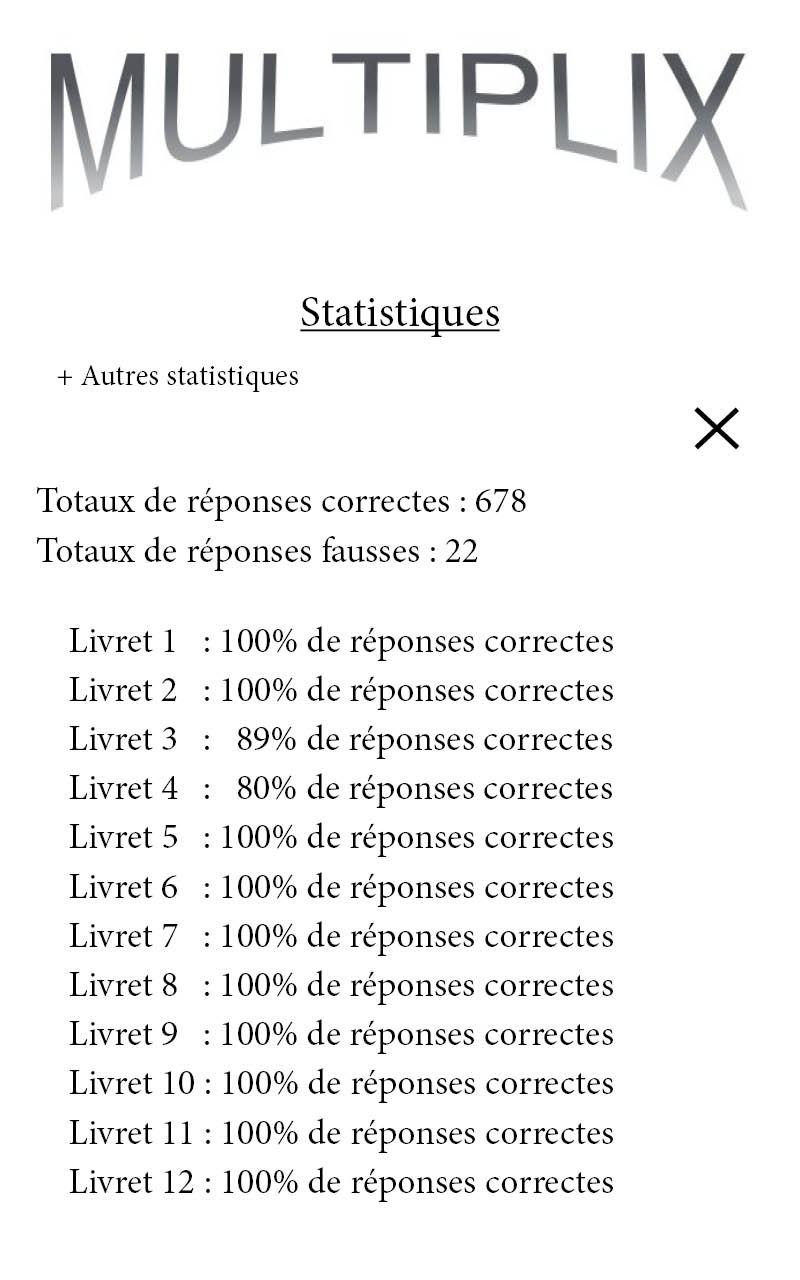 MULTIPLIX
Statistiques
+ Autres statistiques
Totaux de réponses correctes : 678
Totaux de réponses fausses : 22
Livret 1 : 100% de réponses correctes
Livret 2 : 100% de réponses correctes
Livret 3 : 89% de réponses correctes
Livret 4 : 80% de réponses correctes
Livret 5 : 100% de réponses correctes
Livret 6 : 100% de réponses correctes
Livret 7 : 100% de réponses correctes
Livret 8 : 100% de réponses correctes
Livret 9 : 100% de réponses correctes
Livret 10 : 100% de réponses correctes
Livret 11 : 100% de réponses correctes
Livret 12 : 100% de réponses correctes